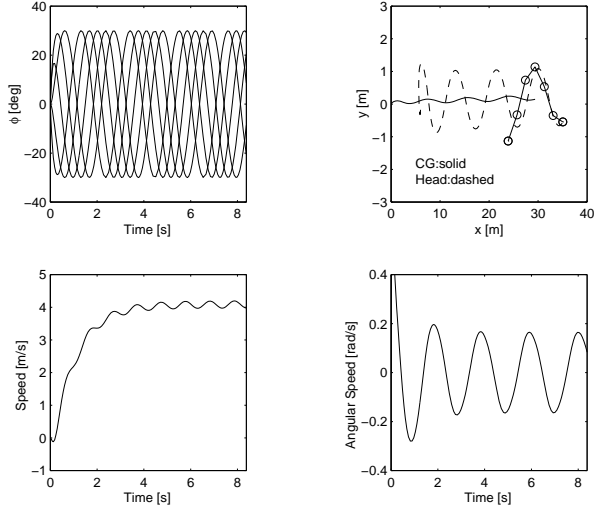 40
20
0
−20
−40
φ [deg]
0 2 4 6 8
Time [s]
3
2
1
0
−1
−2
−3
y [m]
CG:solid
Head:dashed
0 10 20 30 40
x [m]
5
4
3
2
1
0
−1
Speed [m/s]
0 2 4 6 8
Time [s]
0.4
0.2
0
−0.2
−0.4
Angular Speed [rad/s]
0 2 4 6 8
Time [s]